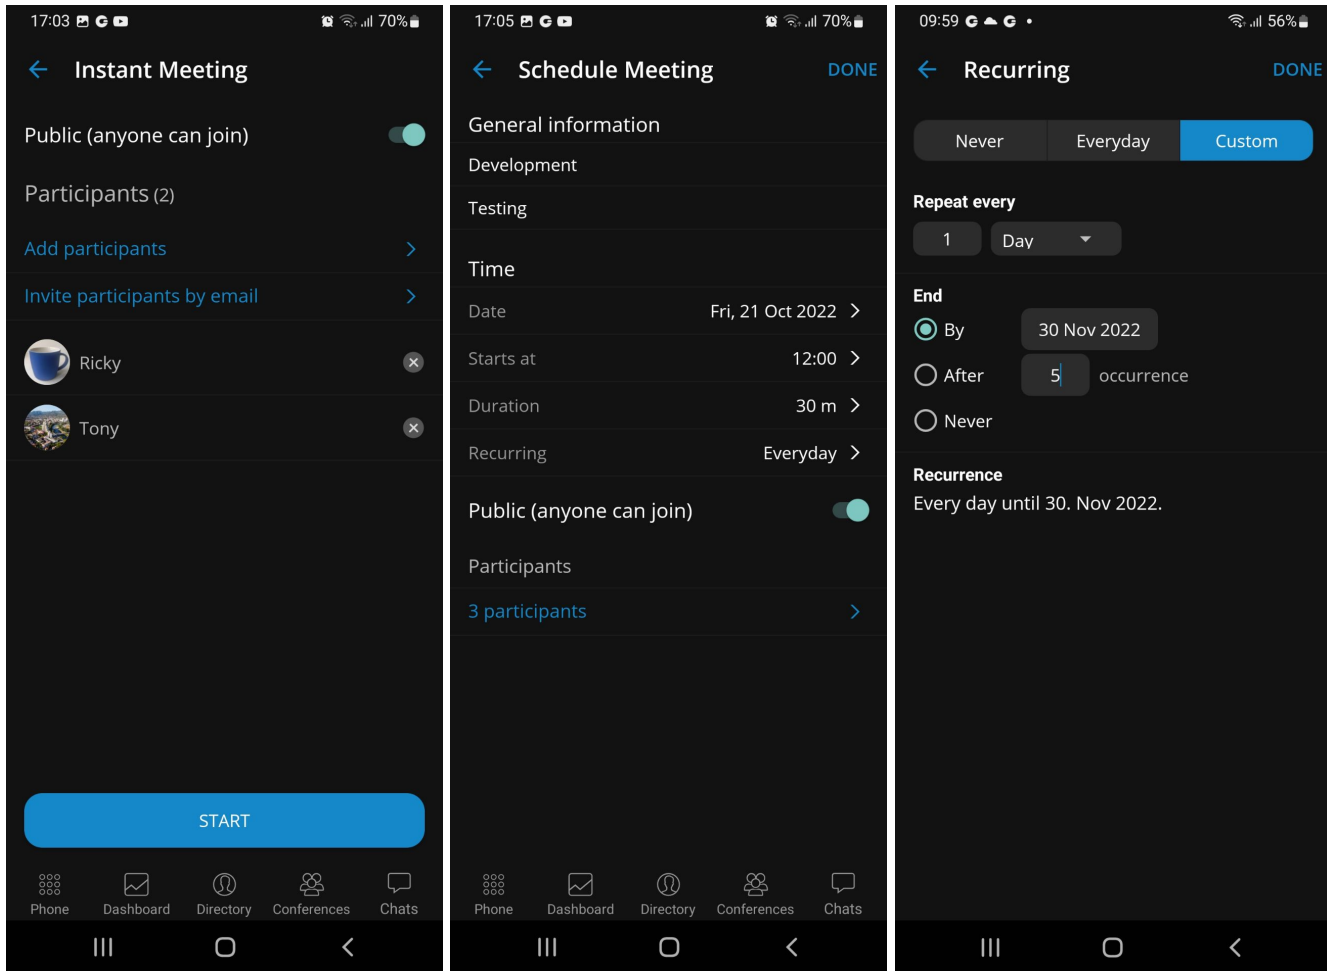 17:03 70%
Instant Meeting
Public (anyone can join)
Participants (2)
Add participants
Invite participants by email
Ricky
Tony
START
Phone Dashboard Directory Conferences Chats
17:05 70%
Schedule Meeting DONE
General information
Development
Testing
Time
Date Fri, 21 Oct 2022
Starts at 12:00
Duration 30 m
Recurring Everyday
Public (anyone can join)
Participants
3 participants
Phone Dashboard Directory Conferences Chats
09:59 56%
Recurring DONE
Never Everyday Custom
Repeat every
1 Day
End
By 30 Nov 2022
After 5 occurrence
Never
Recurrence
Every day until 30. Nov 2022.